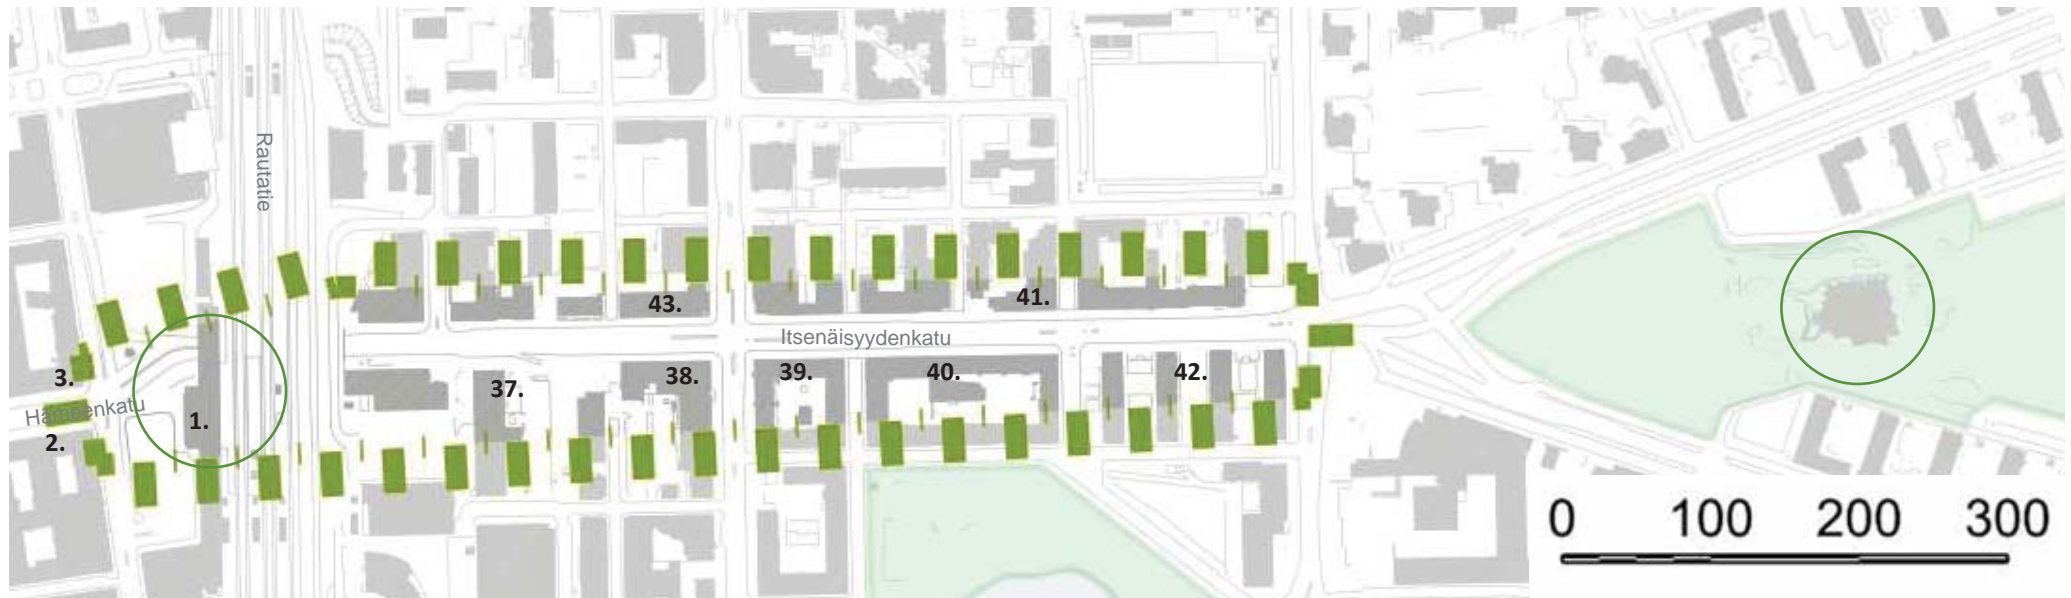 Rautatie
43.
41.
Itsenäisyydenkatu
3.
Hämeenkatu
2.
1.
37.
38.
39.
40.
42.
0 100 200 300